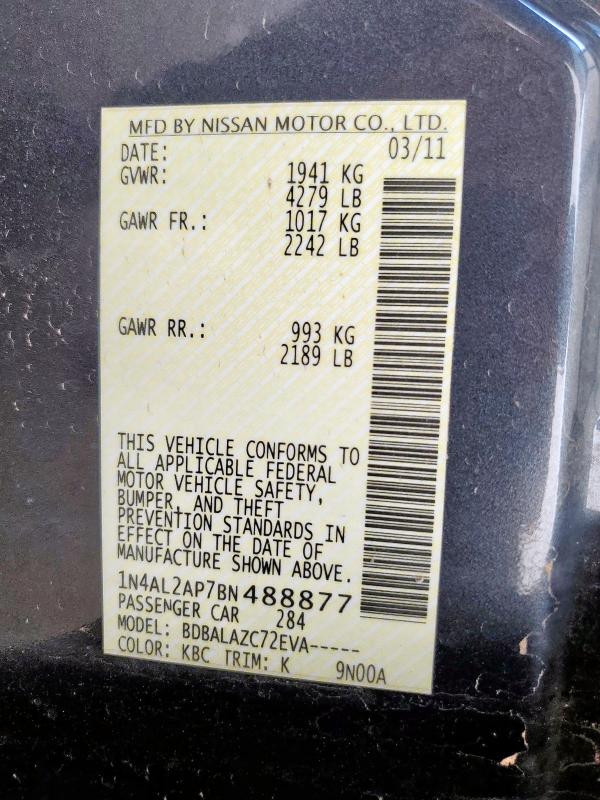 MFD BY NISSAN MOTOR CO., LTD.
DATE: 03/11
GVWR: 1941 KG
4279 LB
GAWR FR.: 1017 KG
2242 LB
GAWR RR.: 993 KG
2189 LB
THIS VEHICLE CONFORMS TO
ALL APPLICABLE FEDERAL
MOTOR VEHICLE SAFETY,
BUMPER, AND THEFT
PREVENTION STANDARDS IN
EFFECT ON THE DATE OF
MANUFACTURE SHOWN ABOVE.
1N4AL2AP7BN488877
PASSENGER CAR 284
MODEL: BDBALAZC72EVA-----
COLOR: KBC TRIM: K 9N00A